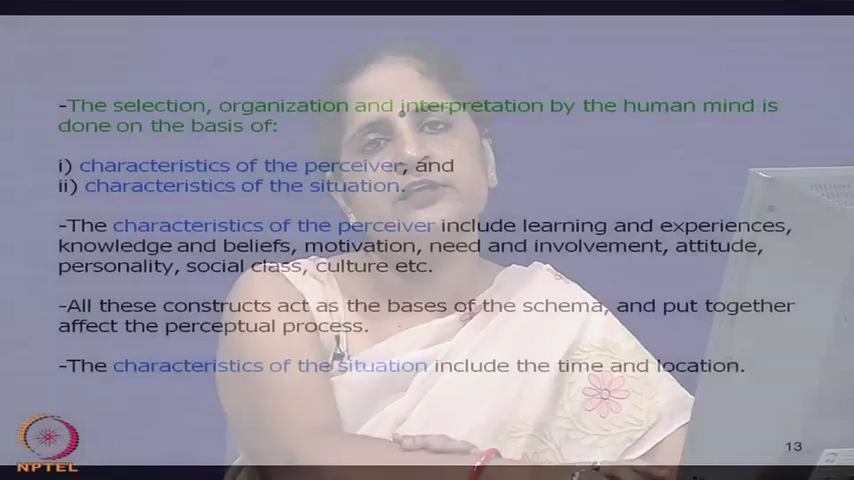 -The selection, organization and interpretation by the human mind is
done on the basis of:
i) characteristics of the perceiver, and
ii) characteristics of the situation.
-The characteristics of the perceiver include learning and experiences,
knowledge and beliefs, motivation, need and involvement, attitude,
personality, social class, culture etc.
-All these constructs act as the bases of the schema, and put together
affect the perceptual process.
-The characteristics of the situation include the time and location.
13
NPTEL